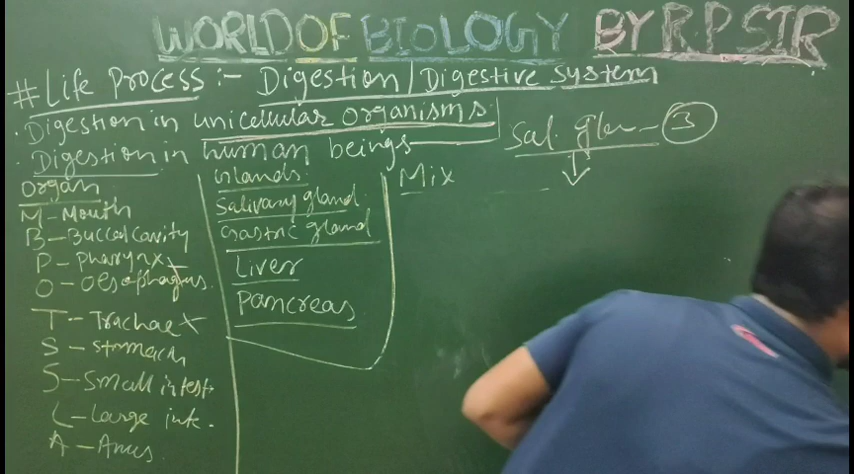 WORLD OF BIOLOGY BY R.P SIR
# Life Process :- Digestion / Digestive system
· Digestion in unicellular organisms.
· Digestion in human beings
Sal. glan - 3
Organ
M - Mouth
B - Buccal cavity
P - Pharynx
O - Oesophagus.
T - Trachae x
S - Stomach
S - Small intest.
L - Large inte.
A - Anus
Glands.
Salivary gland.
Gastric gland
Liver
Pancreas
Mix